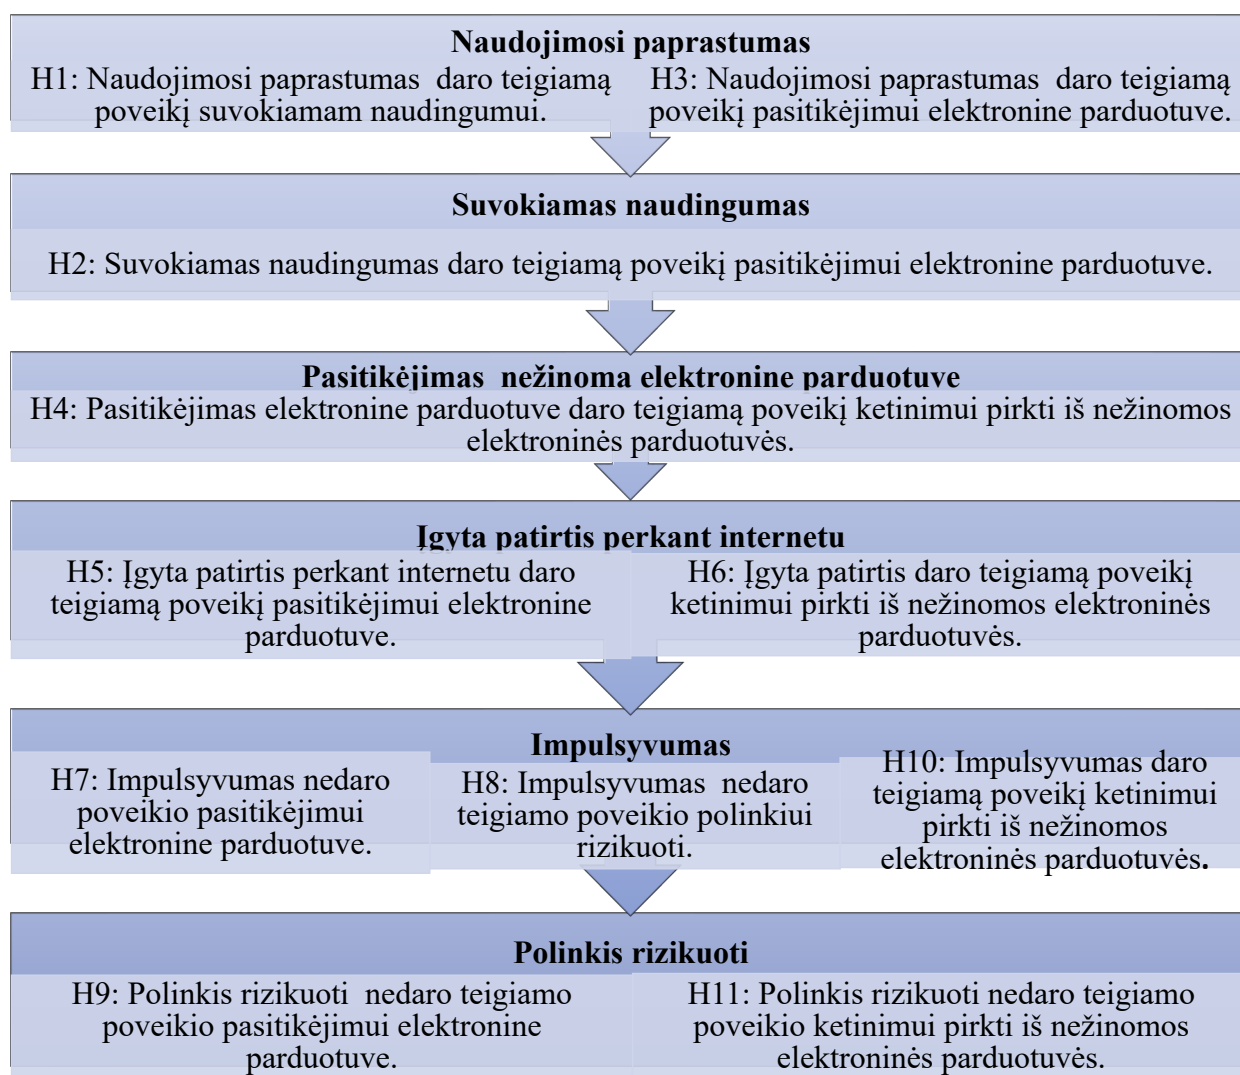 Naudojimosi paprastumas
H1: Naudojimosi paprastumas daro teigiamą
poveikį suvokiamam naudingumui.
H3: Naudojimosi paprastumas daro teigiamą
poveikį pasitikėjimui elektronine parduotuve.
Suvokiamas naudingumas
H2: Suvokiamas naudingumas daro teigiamą poveikį pasitikėjimui elektronine parduotuve.
Pasitikėjimas nežinoma elektronine parduotuve
H4: Pasitikėjimas elektronine parduotuve daro teigiamą poveikį ketinimui pirkti iš nežinomos
elektroninės parduotuvės.
Įgyta patirtis perkant internetu
H5: Įgyta patirtis perkant internetu daro
teigiamą poveikį pasitikėjimui elektronine
parduotuve.
H6: Įgyta patirtis daro teigiamą poveikį
ketinimui pirkti iš nežinomos elektroninės
parduotuvės.
Impulsyvumas
H7: Impulsyvumas nedaro
poveikio pasitikėjimui
elektronine parduotuve.
H8: Impulsyvumas nedaro
teigiamo poveikio polinkiui
rizikuoti.
H10: Impulsyvumas daro
teigiamą poveikį ketinimui
pirkti iš nežinomos
elektroninės parduotuvės.
Polinkis rizikuoti
H9: Polinkis rizikuoti nedaro teigiamo
poveikio pasitikėjimui elektronine
parduotuve.
H11: Polinkis rizikuoti nedaro teigiamo
poveikio ketinimui pirkti iš nežinomos
elektroninės parduotuvės.